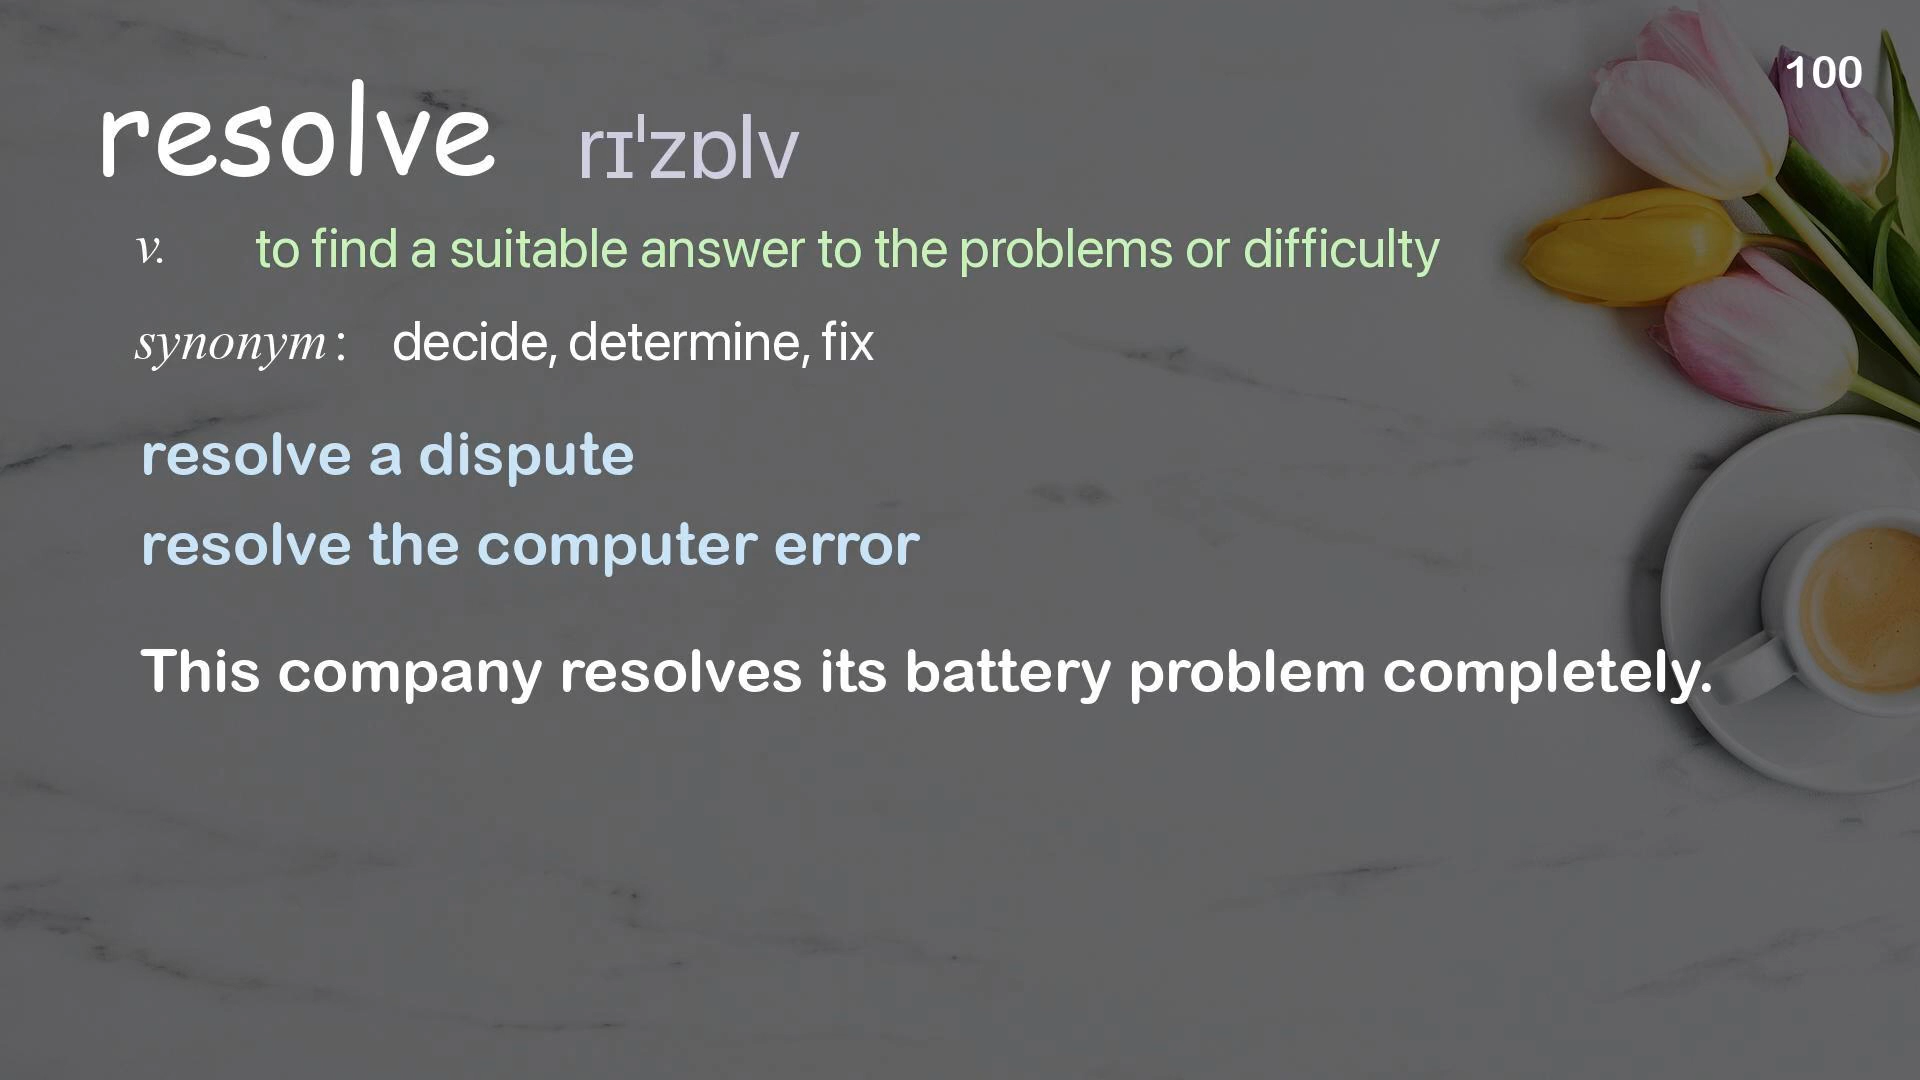 100
resolve rɪˈzɒlv
v. to find a suitable answer to the problems or difficulty
synonym : decide, determine, fix
resolve a dispute
resolve the computer error
This company resolves its battery problem completely.